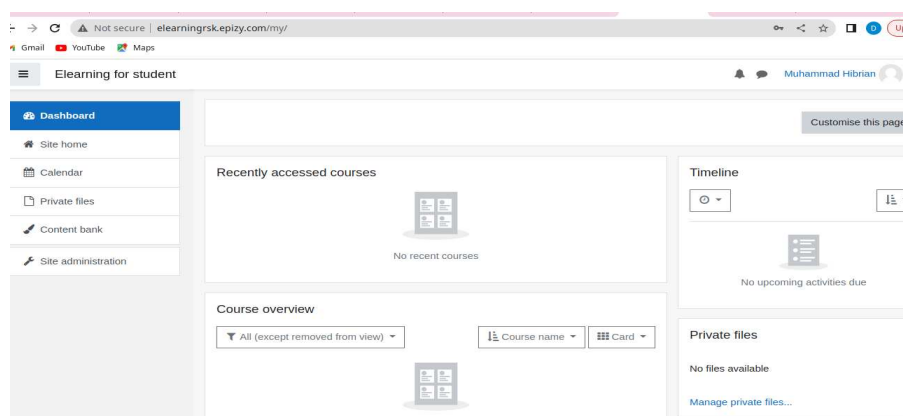 Not secure | elearningrsk.epizy.com/my/
D
Gmail YouTube Maps
Elearning for student
Muhammad Hibrian
Dashboard
Site home
Calendar
Private files
Content bank
Site administration
Customise this page
Recently accessed courses
No recent courses
Timeline
No upcoming activities due
Course overview
All (except removed from view)
Course name
Card
Private files
No files available
Manage private files...